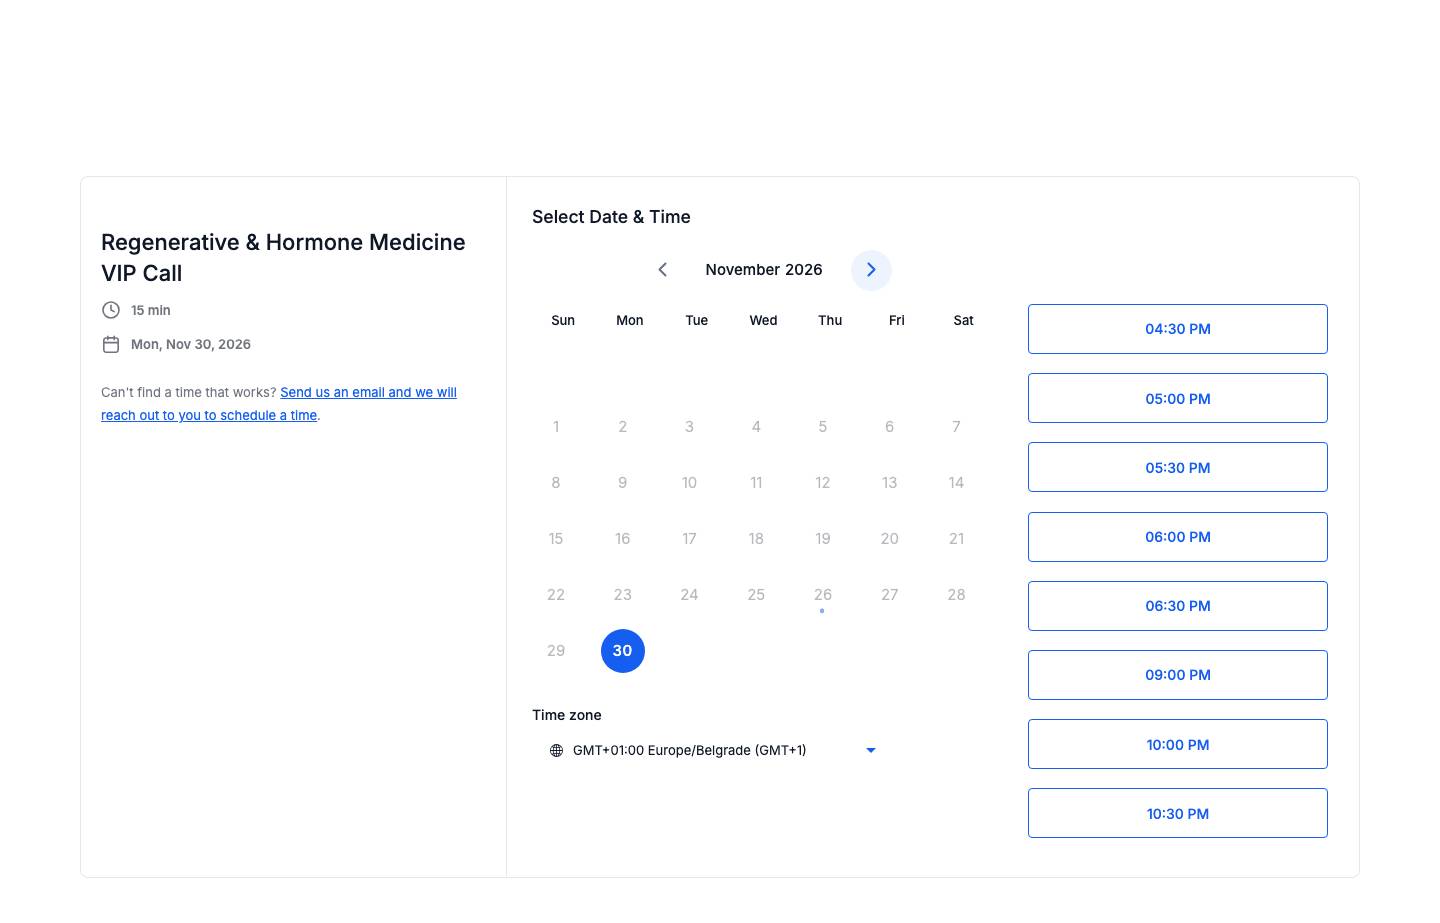 Regenerative & Hormone Medicine
VIP Call
15 min
Mon, Nov 30, 2026
Can't find a time that works? Send us an email and we will
reach out to you to schedule a time.
Select Date & Time
November 2026
Sun Mon Tue Wed Thu Fri Sat
1 2 3 4 5 6 7
8 9 10 11 12 13 14
15 16 17 18 19 20 21
22 23 24 25 26 27 28
29 30
Time zone
GMT+01:00 Europe/Belgrade (GMT+1)
04:30 PM
05:00 PM
05:30 PM
06:00 PM
06:30 PM
09:00 PM
10:00 PM
10:30 PM